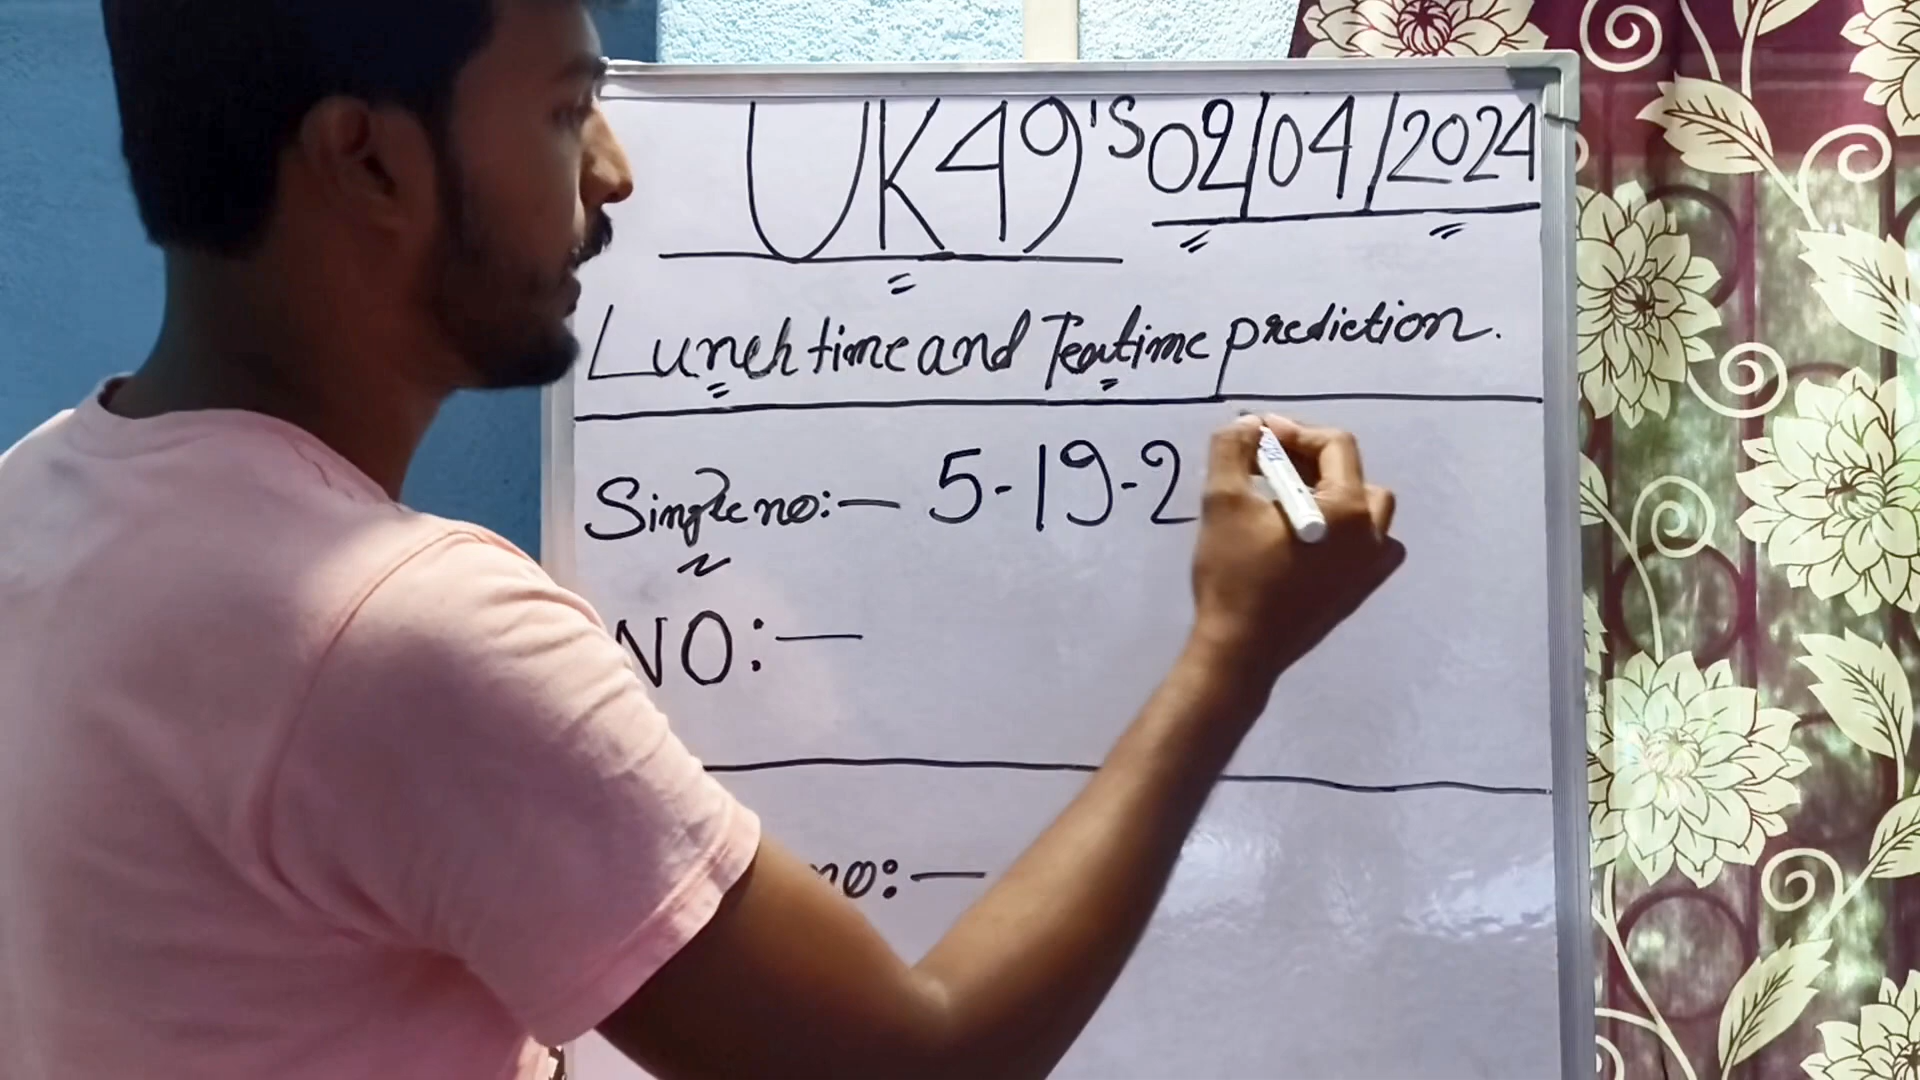 UK49'S 02/04/2024
Lunch time and Teatime prediction.
Single no:— 5-19-2
NO:—
no:—